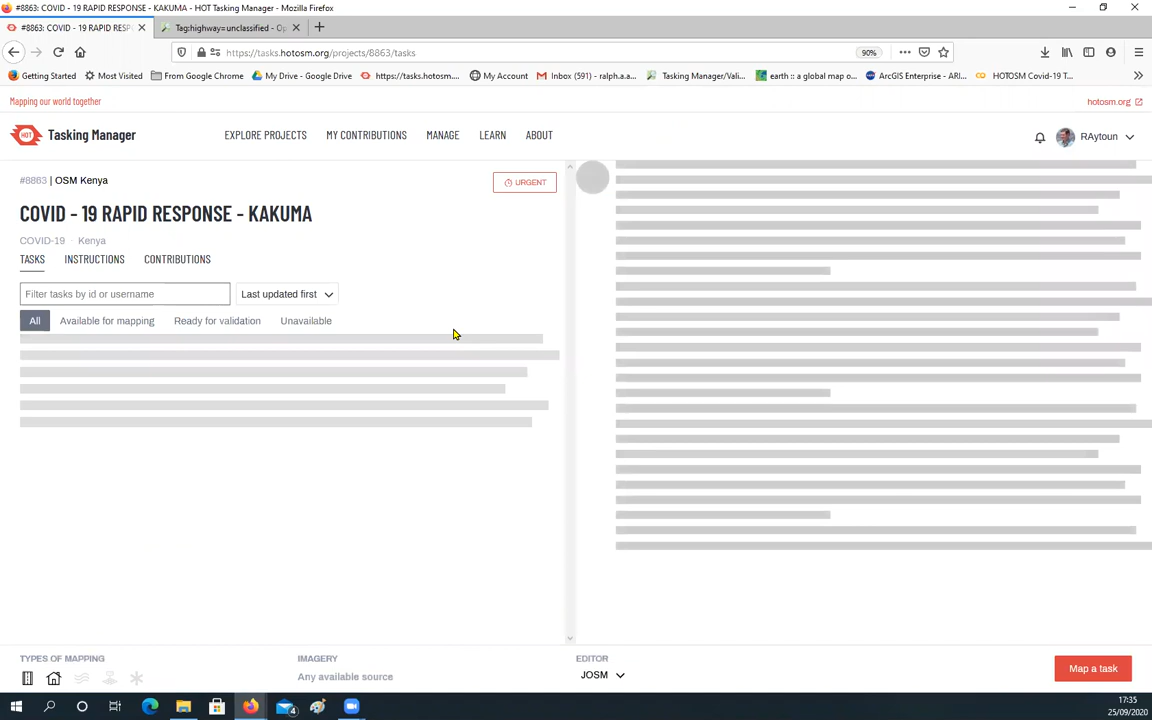 #8863: COVID - 19 RAPID RESPONSE - KAKUMA - HOT Tasking Manager - Mozilla Firefox
#8863: COVID - 19 RAPID RESP
Tag:highway=unclassified - Op
https://tasks.hotosm.org/projects/8863/tasks
90%
Getting Started
Most Visited
From Google Chrome
My Drive - Google Drive
https://tasks.hotosm....
My Account
Inbox (591) - ralph.a.a...
Tasking Manager/Vali...
earth :: a global map o...
ArcGIS Enterprise - ARI...
HOTOSM Covid-19 T...
Mapping our world together
hotosm.org
HOT Tasking Manager
EXPLORE PROJECTS
MY CONTRIBUTIONS
MANAGE
LEARN
ABOUT
RAytoun
#8863 | OSM Kenya
URGENT
COVID - 19 RAPID RESPONSE - KAKUMA
COVID-19 · Kenya
TASKS
INSTRUCTIONS
CONTRIBUTIONS
Filter tasks by id or username
Last updated first
All
Available for mapping
Ready for validation
Unavailable
TYPES OF MAPPING
IMAGERY
Any available source
EDITOR
JOSM
Map a task
4
17:35
25/09/2020